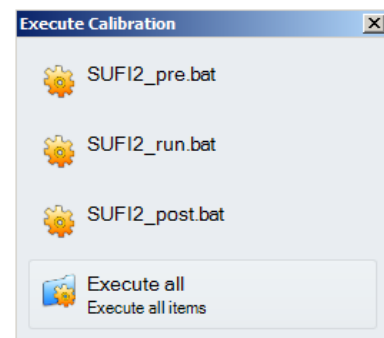 Execute Calibration
SUFI2_pre.bat
SUFI2_run.bat
SUFI2_post.bat
Execute all
Execute all items